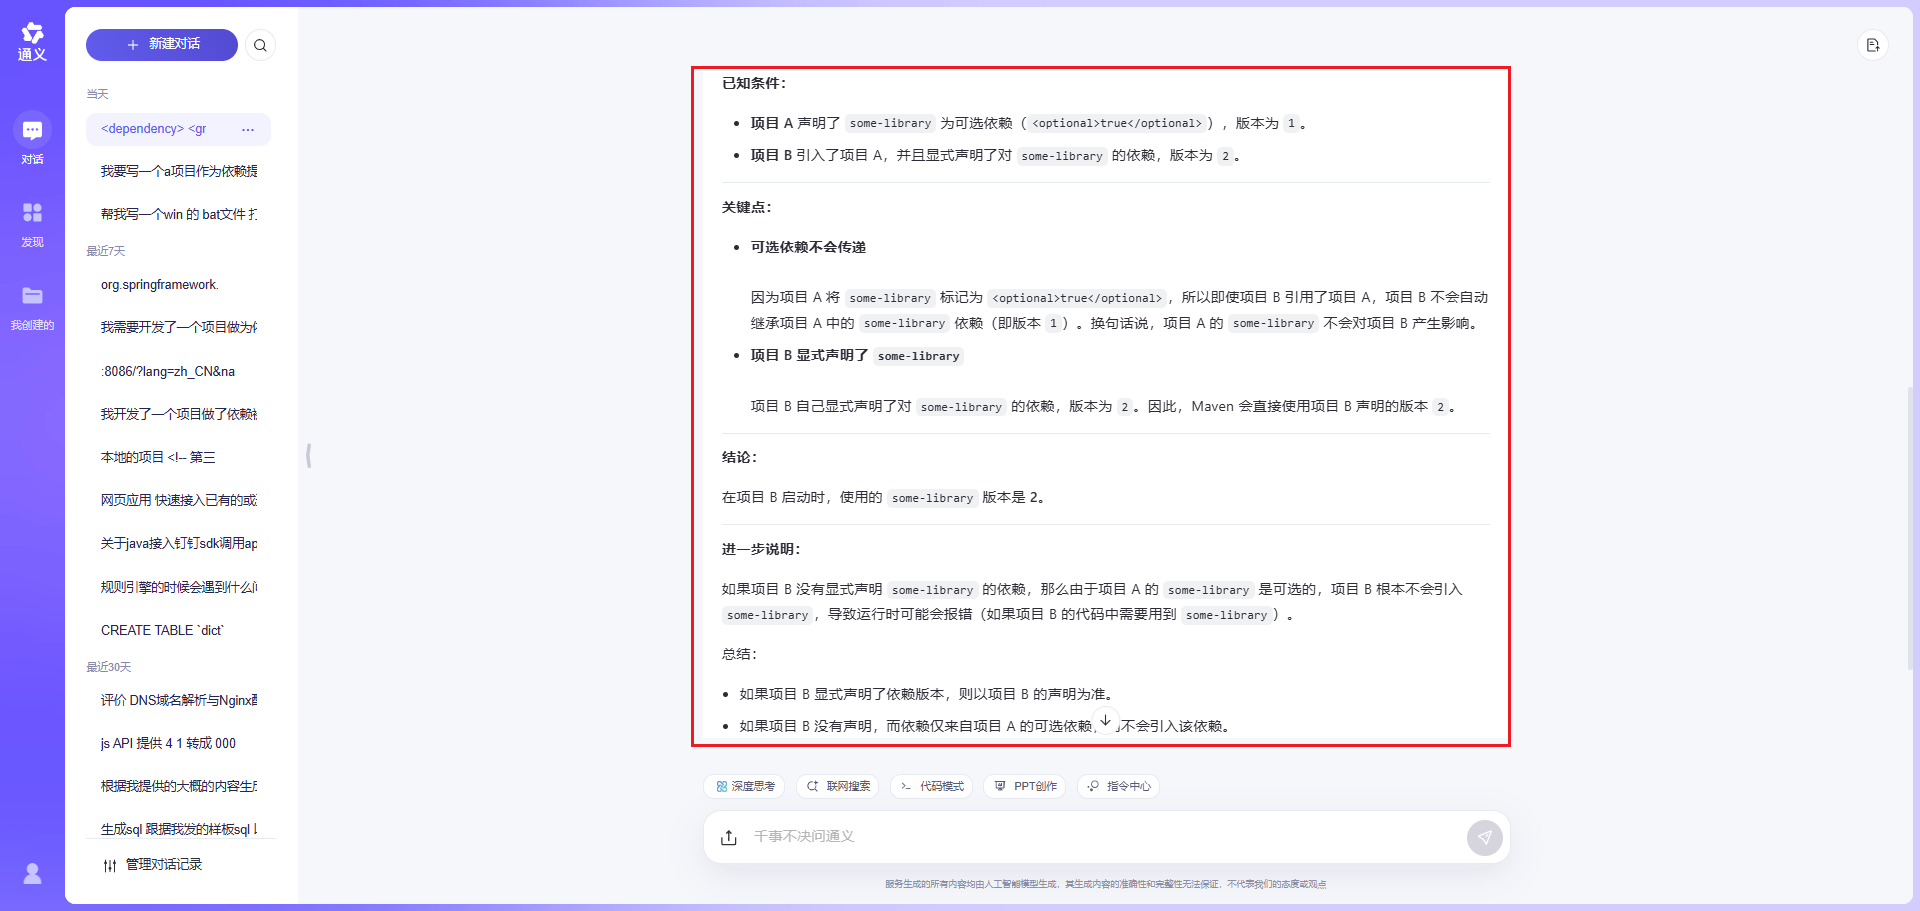 通义
对话
发现
我创建的
新建对话
当天
<dependency> <gr
我要写一个a项目作为依赖提
帮我写一个win 的 bat文件 打
最近7天
org.springframework.
我需要开发了一个项目做为依
:8086/?lang=zh_CN&na
我开发了一个项目做了依赖被
本地的项目 <!-- 第三
网页应用 快速接入已有的或
关于java接入钉钉sdk调用ap
规则引擎的时候会遇到什么问
CREATE TABLE `dict`
最近30天
评价 DNS域名解析与Nginx配
js API 提供 4 1 转成 000
根据我提供的大概的内容生成
生成sql 跟据我发的样板sql
管理对话记录
已知条件：
• 项目 A 声明了 some-library 为可选依赖（<optional>true</optional>），版本为 1。
• 项目 B 引入了项目 A，并且显式声明了对 some-library 的依赖，版本为 2。
关键点：
• 可选依赖不会传递
因为项目 A 将 some-library 标记为 <optional>true</optional>，所以即使项目 B 引用了项目 A，项目 B 不会自动
继承项目 A 中的 some-library 依赖（即版本 1）。换句话说，项目 A 的 some-library 不会对项目 B 产生影响。
• 项目 B 显式声明了 some-library
项目 B 自己显式声明了对 some-library 的依赖，版本为 2。因此，Maven 会直接使用项目 B 声明的版本 2。
结论：
在项目 B 启动时，使用的 some-library 版本是 2。
进一步说明：
如果项目 B 没有显式声明 some-library 的依赖，那么由于项目 A 的 some-library 是可选的，项目 B 根本不会引入
some-library，导致运行时可能会报错（如果项目 B 的代码中需要用到 some-library）。
总结：
• 如果项目 B 显式声明了依赖版本，则以项目 B 的声明为准。
• 如果项目 B 没有声明，而依赖仅来自项目 A 的可选依赖，不会引入该依赖。
深度思考 联网搜索 代码模式 PPT创作 指令中心
千事不决问通义
服务生成的所有内容均由人工智能模型生成，其生成内容的准确性和完整性无法保证，不代表我们的态度或观点